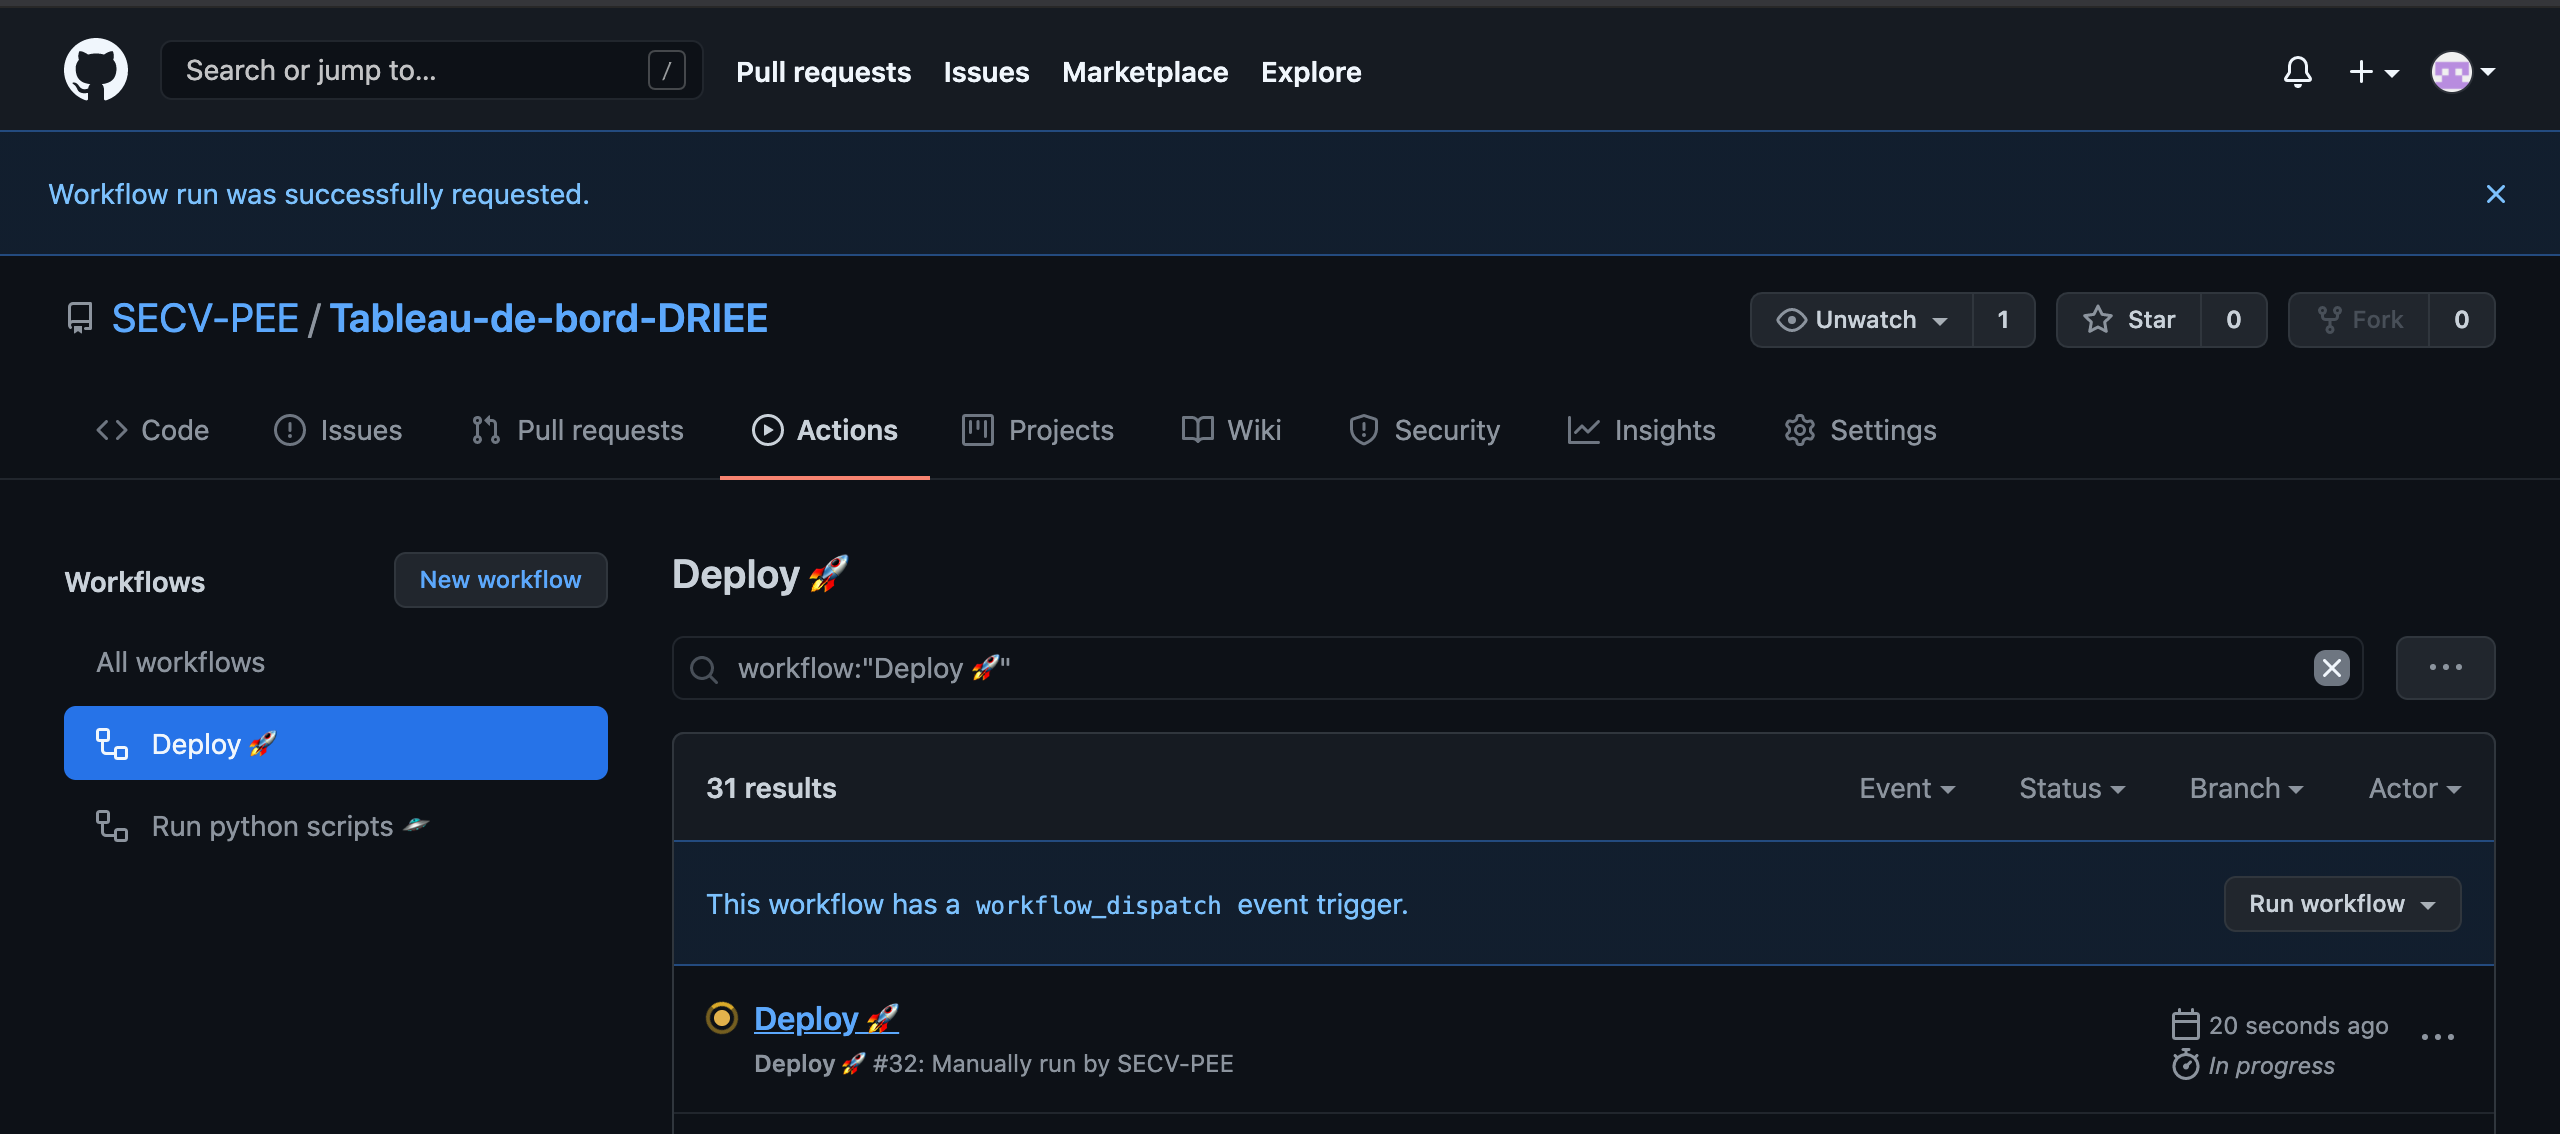 Search or jump to... /
Pull requests Issues Marketplace Explore
Workflow run was successfully requested.
SECV-PEE / Tableau-de-bord-DRIEE
Unwatch 1 Star 0 Fork 0
Code Issues Pull requests Actions Projects Wiki Security Insights Settings
Workflows
New workflow
All workflows
Deploy 🚀
Run python scripts 🛸
Deploy 🚀
workflow:"Deploy 🚀"
31 results
Event Status Branch Actor
This workflow has a workflow_dispatch event trigger.
Run workflow
Deploy 🚀
Deploy 🚀 #32: Manually run by SECV-PEE
20 seconds ago
In progress